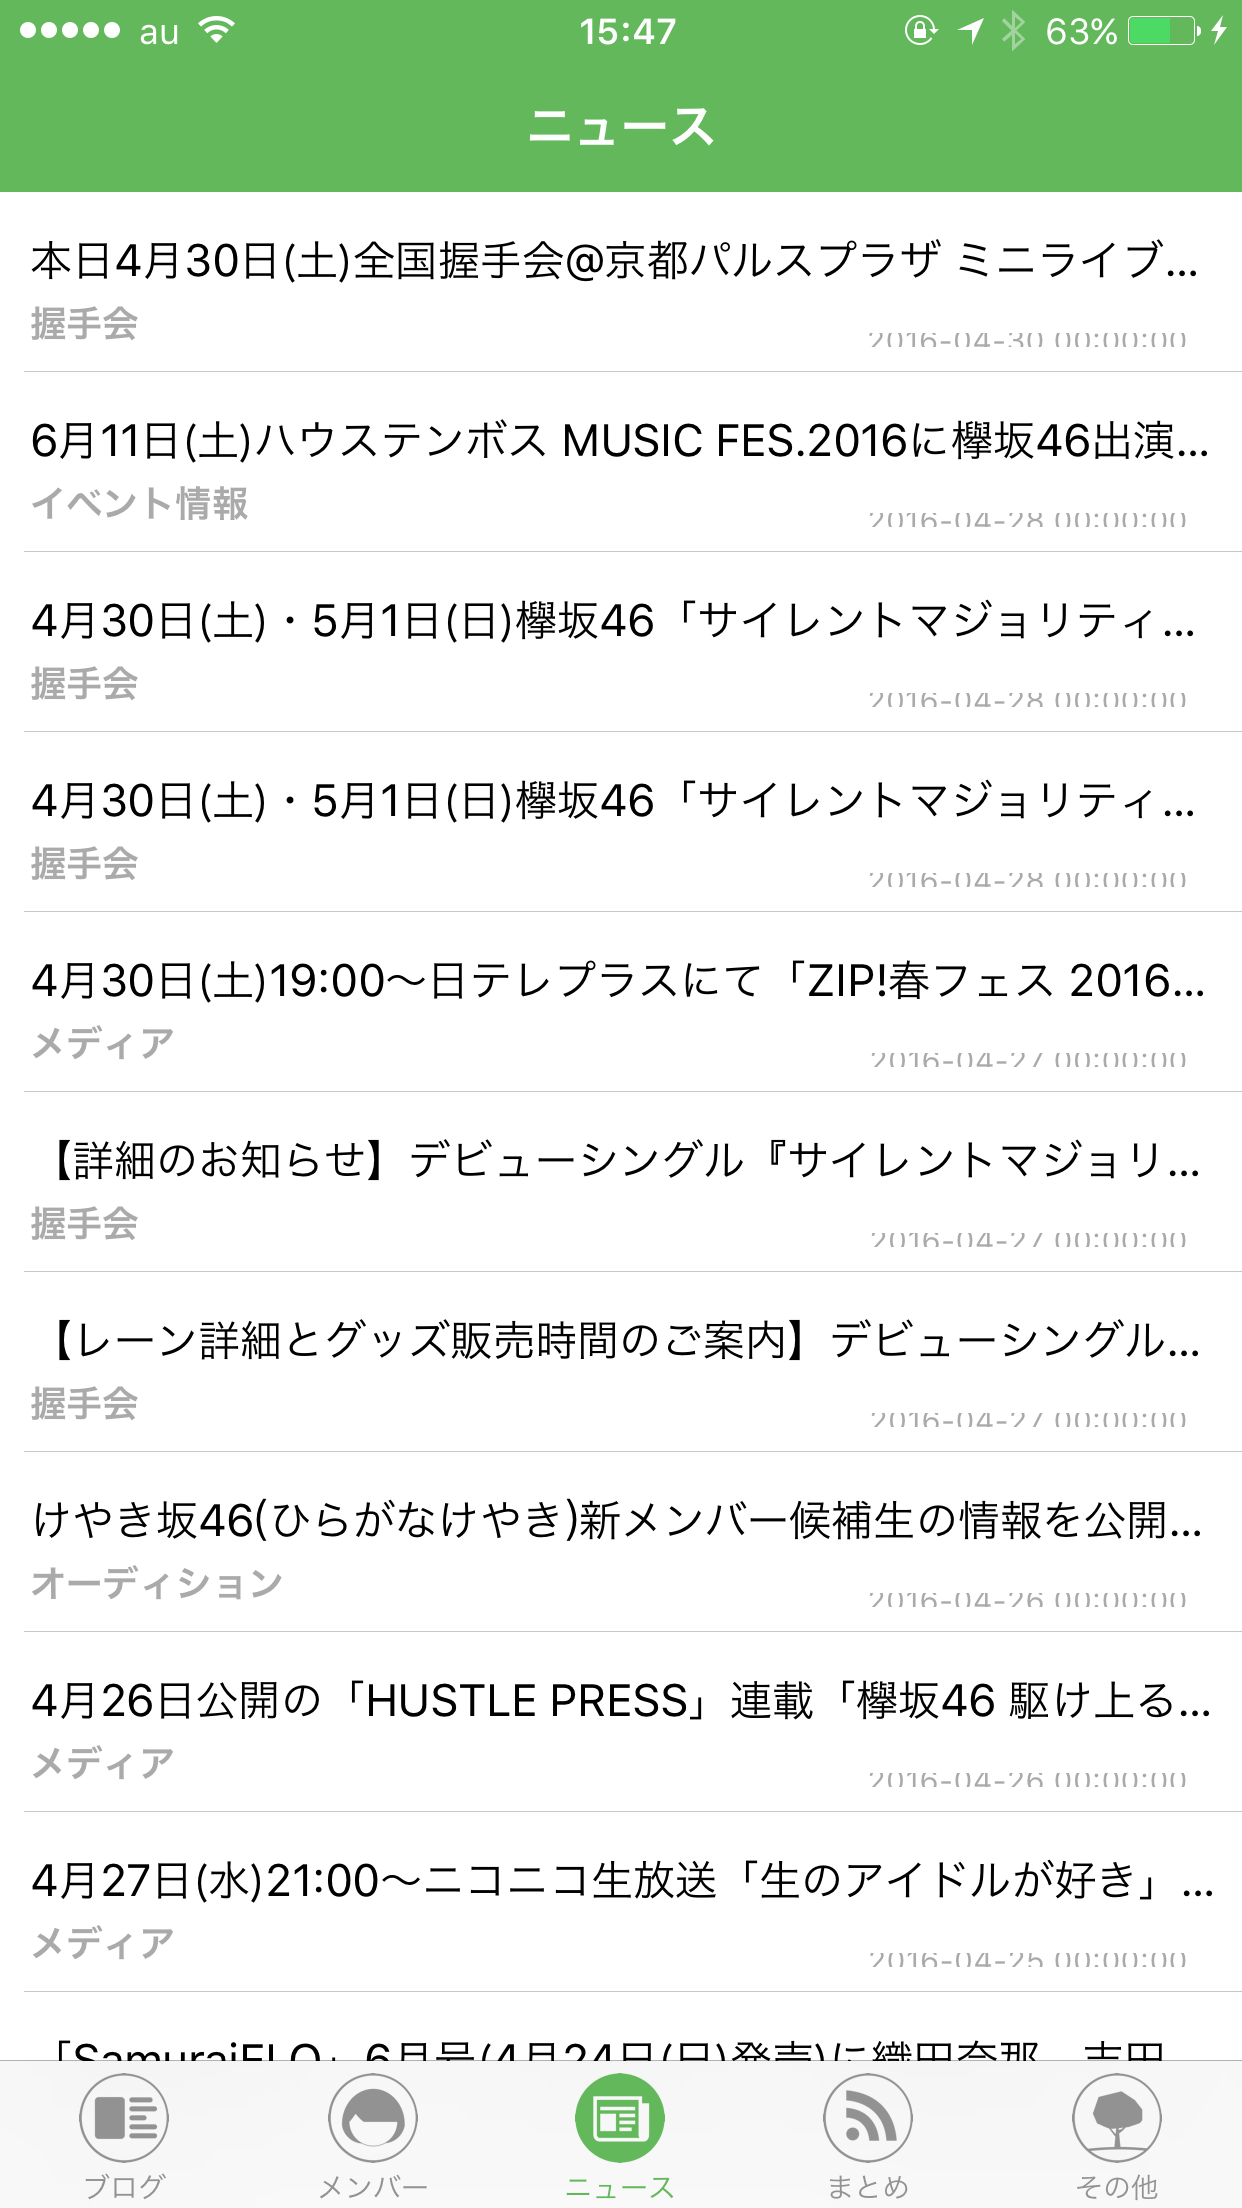 au 15:47 63%
ニュース
本日4月30日(土)全国握手会@京都パルスプラザ ミニライブ...
握手会
2016-04-30 00:00:00
6月11日(土)ハウステンボス MUSIC FES.2016に欅坂46出演...
イベント情報
2016-04-28 00:00:00
4月30日(土)・5月1日(日)欅坂46「サイレントマジョリティ...
握手会
2016-04-28 00:00:00
4月30日(土)・5月1日(日)欅坂46「サイレントマジョリティ...
握手会
2016-04-28 00:00:00
4月30日(土)19:00〜日テレプラスにて「ZIP!春フェス 2016...
メディア
2016-04-27 00:00:00
【詳細のお知らせ】デビューシングル『サイレントマジョリ...
握手会
2016-04-27 00:00:00
【レーン詳細とグッズ販売時間のご案内】デビューシングル...
握手会
2016-04-27 00:00:00
けやき坂46(ひらがなけやき)新メンバー候補生の情報を公開...
オーディション
2016-04-26 00:00:00
4月26日公開の「HUSTLE PRESS」連載「欅坂46 駆け上る...
メディア
2016-04-26 00:00:00
4月27日(水)21:00〜ニコニコ生放送「生のアイドルが好き」...
メディア
2016-04-25 00:00:00
「SamuraiELO」6月号(4月24日(日)発売)に織田奈那、吉田
ブログ
メンバー
ニュース
まとめ
その他